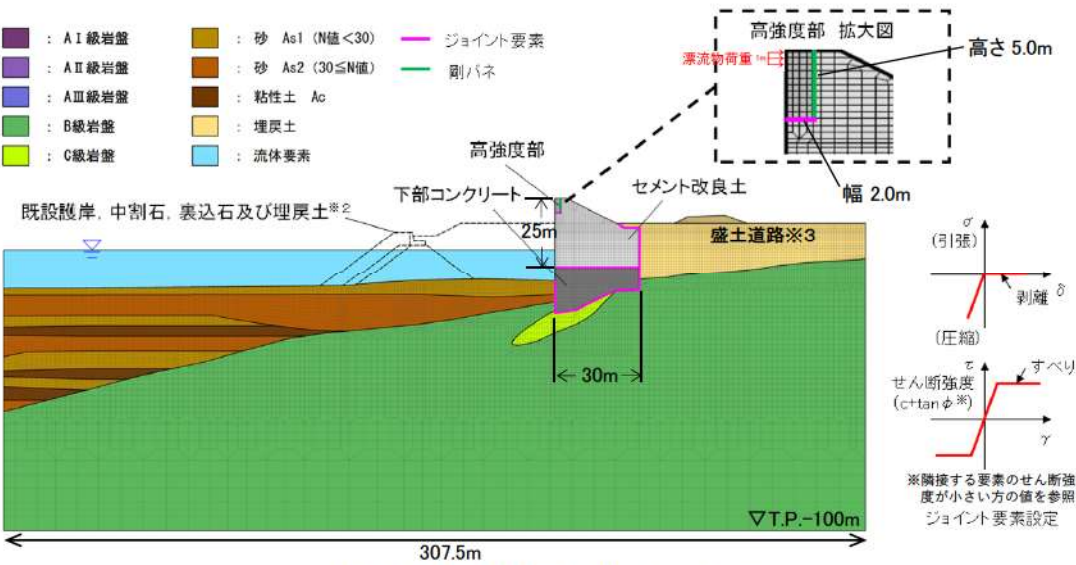 ： AⅠ級岩盤
： AⅡ級岩盤
： AⅢ級岩盤
： B級岩盤
： C級岩盤
： 砂 As1 (N値＜30)
： 砂 As2 (30≦N値)
： 粘性土 Ac
： 埋戻土
： 流体要素
ジョイント要素
剛バネ
高強度部 拡大図
漂流物荷重 1m
高さ 5.0m
幅 2.0m
高強度部
下部コンクリート
セメント改良土
既設護岸，中割石，裏込石及び埋戻土※2
25m
盛土道路※3
30m
▽T.P.-100m
307.5m
σ
(引張)
δ
剥離
(圧縮)
τ
すべり
せん断強度
(c+tanφ※)
γ
※隣接する要素のせん断強
度が小さい方の値を参照
ジョイント要素設定